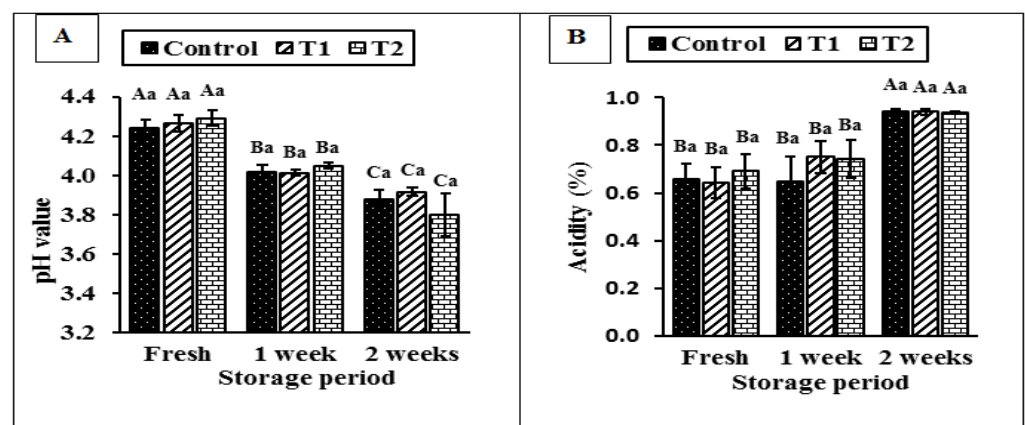 A
Control T1 T2
pH value
4.4
4.2
4.0
3.8
3.6
3.4
3.2
Aa Aa Aa
Ba Ba Ba
Ca Ca Ca
Fresh 1 week 2 weeks
Storage period
B
Control T1 T2
Acidity (%)
1.0
0.8
0.6
0.4
0.2
0.0
Ba Ba Ba
Ba Ba Ba
Aa Aa Aa
Fresh 1 week 2 weeks
Storage period